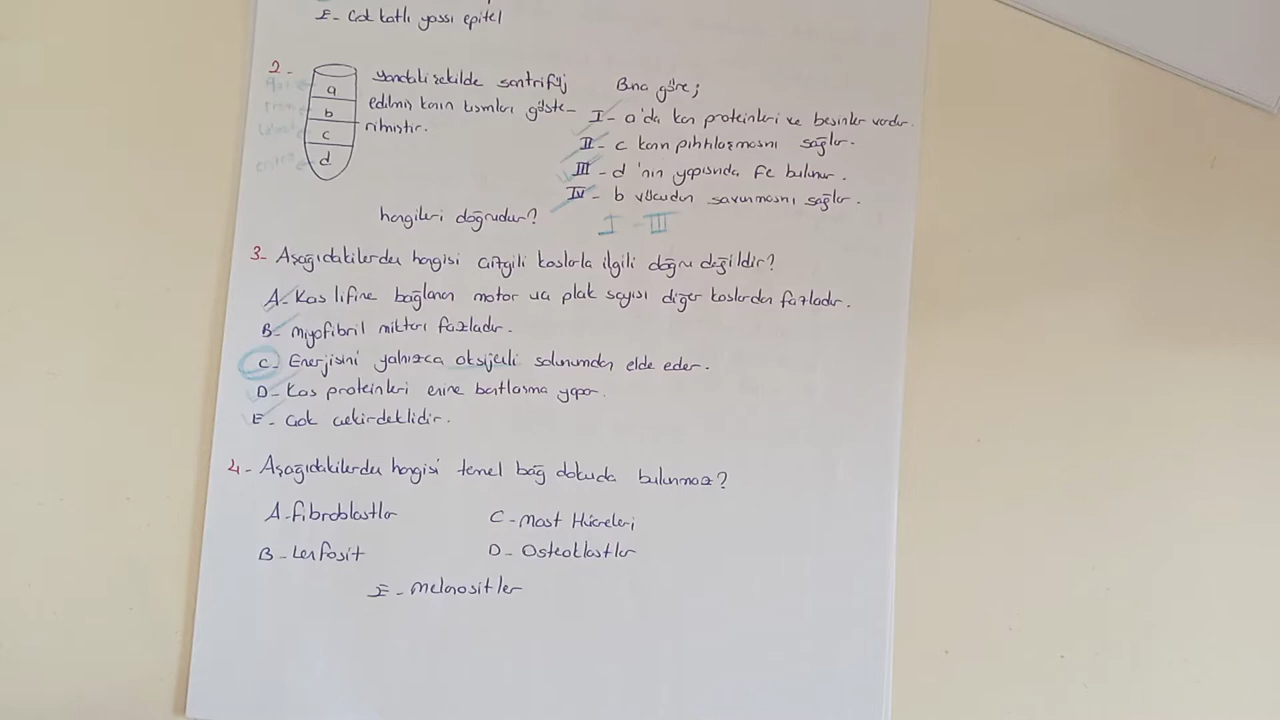 E- Çok katlı yassı epitel
2- Yandaki şekilde santrifüj
edilmiş kanın kısımları göste-
rilmiştir.
a
b
c
d
Buna göre;
I- a'da kan proteinleri ve besinler vardır.
II- c kanın pıhtılaşmasını sağlar.
III- d'nin yapısında Fe bulunur.
IV- b vücudun savunmasını sağlar.
hangileri doğrudur?
I - III
3- Aşağıdakilerden hangisi çizgili kaslarla ilgili doğru değildir?
A- Kas lifine bağlanan motor uç plak sayısı diğer kaslardan fazladır.
B- Miyofibril miktarı fazladır.
C- Enerjisini yalnızca oksijenli solunumdan elde eder.
D- Kas proteinleri enine bantlaşma yapar.
E- Çok çekirdeklidir.
4- Aşağıdakilerden hangisi temel bağ dokuda bulunmaz?
A- Fibroblastlar
C- Mast Hücreleri
B- Lenfosit
D- Osteoklastlar
E- Melanositler